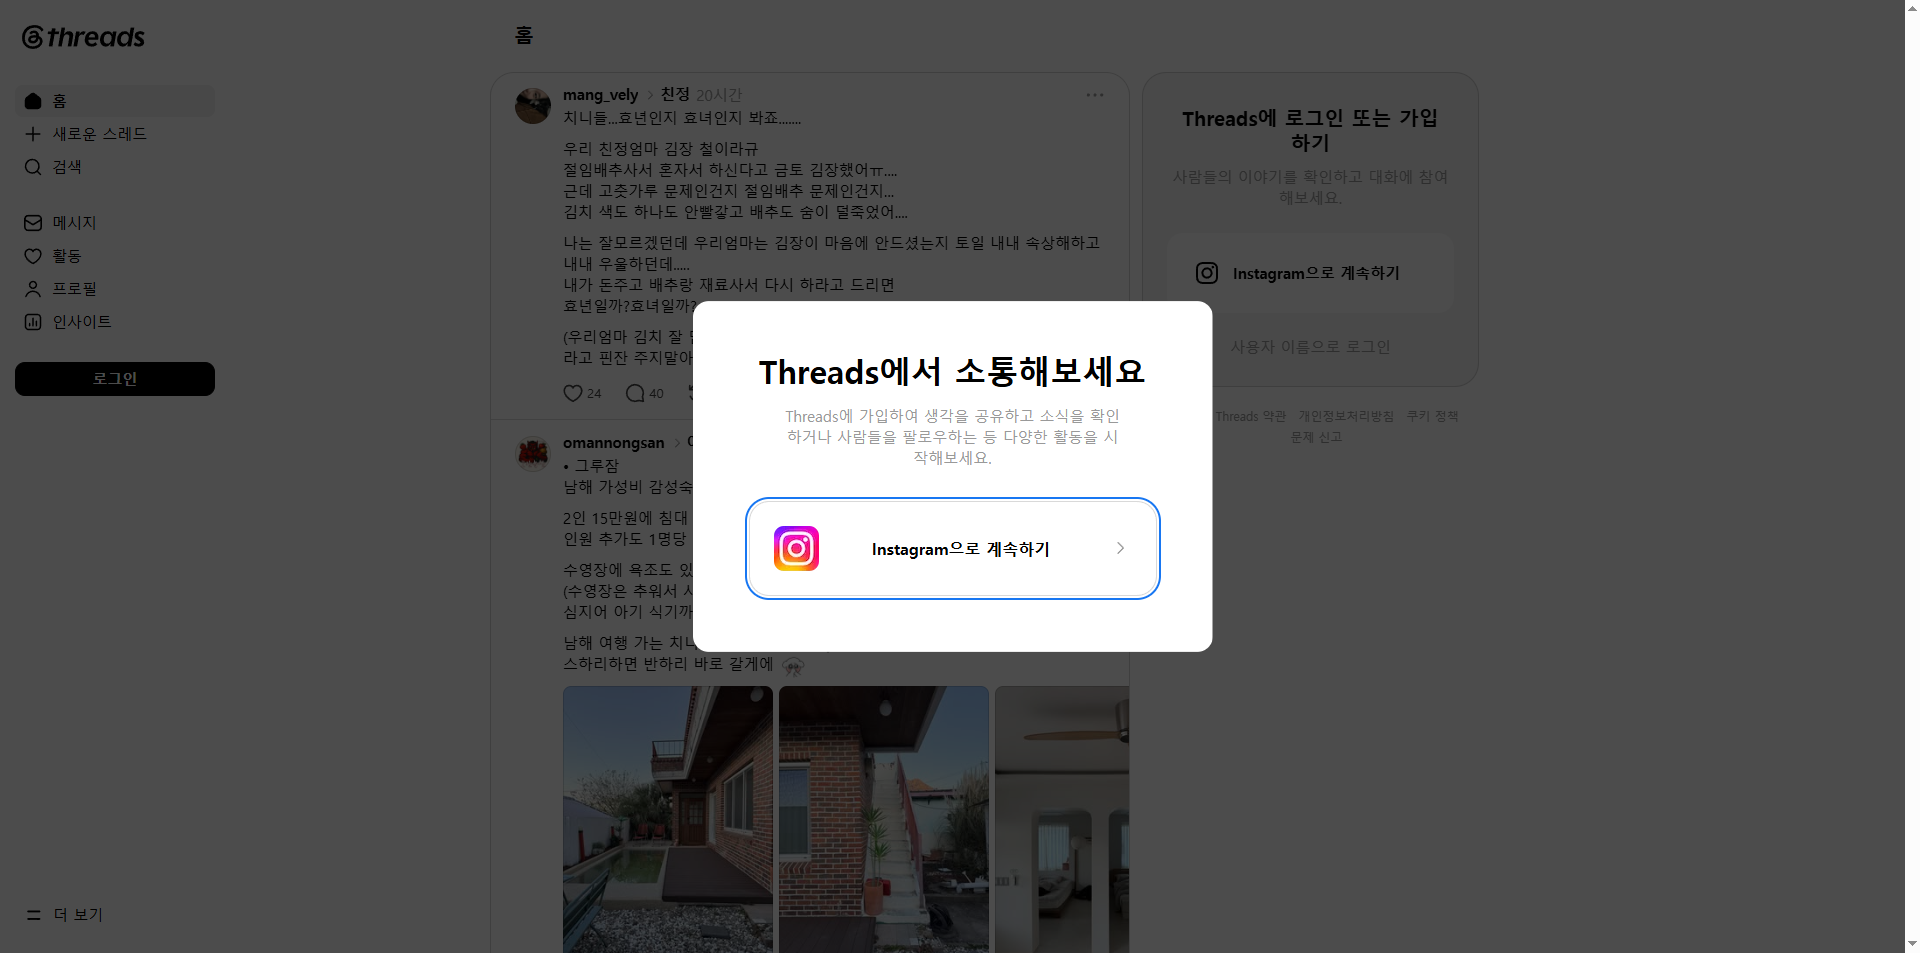 threads
홈
새로운 스레드
검색
메시지
활동
프로필
인사이트
로그인
더 보기
홈
mang_vely > 친정 20시간
치니들...효년인지 효녀인지 봐죠.......
우리 친정엄마 김장 철이라규
절임배추사서 혼자서 하신다고 금토 김장했어ㅠ....
근데 고춧가루 문제인건지 절임배추 문제인건지...
김치 색도 하나도 안빨갛고 배추도 숨이 덜죽었어....
나는 잘모르겠던데 우리엄마는 김장이 마음에 안드셨는지 토일 내내 속상해하고
내내 우울하던데.....
내가 돈주고 배추랑 재료사서 다시 하라고 드리면
효년일까?효녀일까?
(우리엄마 김치 잘
라고 핀잔 주지말아
24 40
omannongsan >
• 그루잠
남해 가성비 감성숙
2인 15만원에 침대
인원 추가도 1명당
수영장에 욕조도 있
(수영장은 추워서
심지어 아기 식기까
남해 여행 가는 치니
스하리하면 반하리 바로 갈게에
Threads에서 소통해보세요
Threads에 가입하여 생각을 공유하고 소식을 확인
하거나 사람들을 팔로우하는 등 다양한 활동을 시
작해보세요.
Instagram으로 계속하기
Threads에 로그인 또는 가입
하기
사람들의 이야기를 확인하고 대화에 참여
해보세요.
Instagram으로 계속하기
사용자 이름으로 로그인
Threads 약관 개인정보처리방침 쿠키 정책
문제 신고